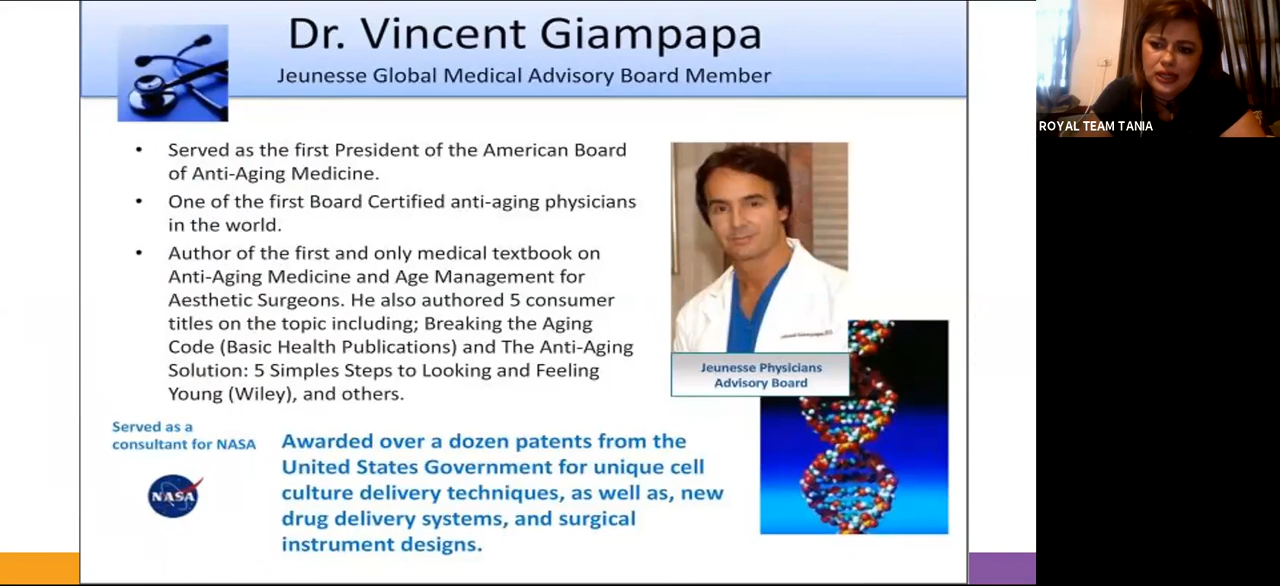 Dr. Vincent Giampapa
Jeunesse Global Medical Advisory Board Member
ROYAL TEAM TANIA
• Served as the first President of the American Board
of Anti-Aging Medicine.
• One of the first Board Certified anti-aging physicians
in the world.
• Author of the first and only medical textbook on
Anti-Aging Medicine and Age Management for
Aesthetic Surgeons. He also authored 5 consumer
titles on the topic including; Breaking the Aging
Code (Basic Health Publications) and The Anti-Aging
Solution: 5 Simples Steps to Looking and Feeling
Young (Wiley), and others.
Jeunesse Physicians
Advisory Board
Served as a
consultant for NASA
NASA
Awarded over a dozen patents from the
United States Government for unique cell
culture delivery techniques, as well as, new
drug delivery systems, and surgical
instrument designs.